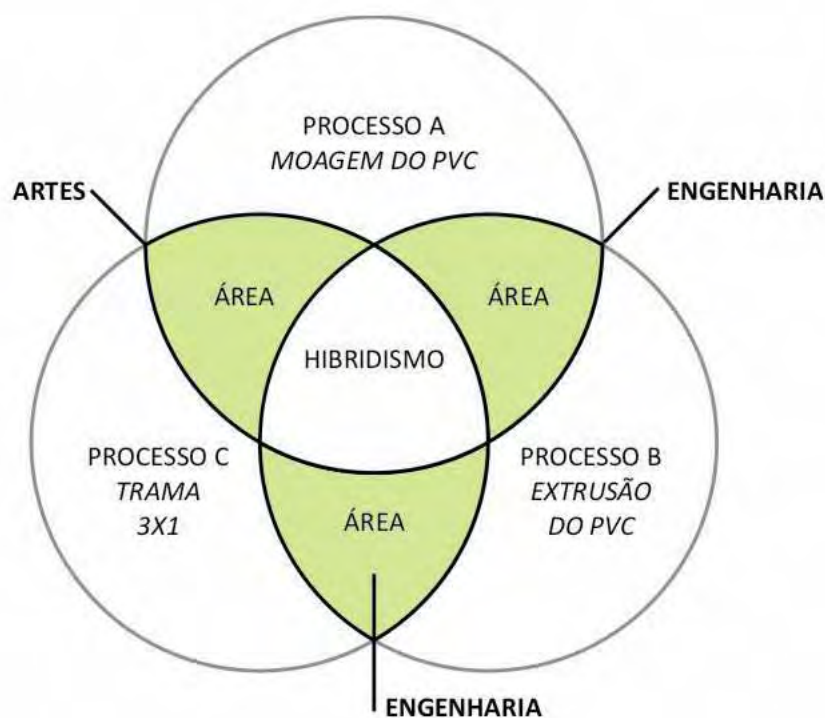 PROCESSO A
MOAGEM DO PVC
ARTES
ENGENHARIA
ÁREA
ÁREA
HIBRIDISMO
PROCESSO C
TRAMA
3X1
PROCESSO B
EXTRUSÃO
DO PVC
ÁREA
ENGENHARIA